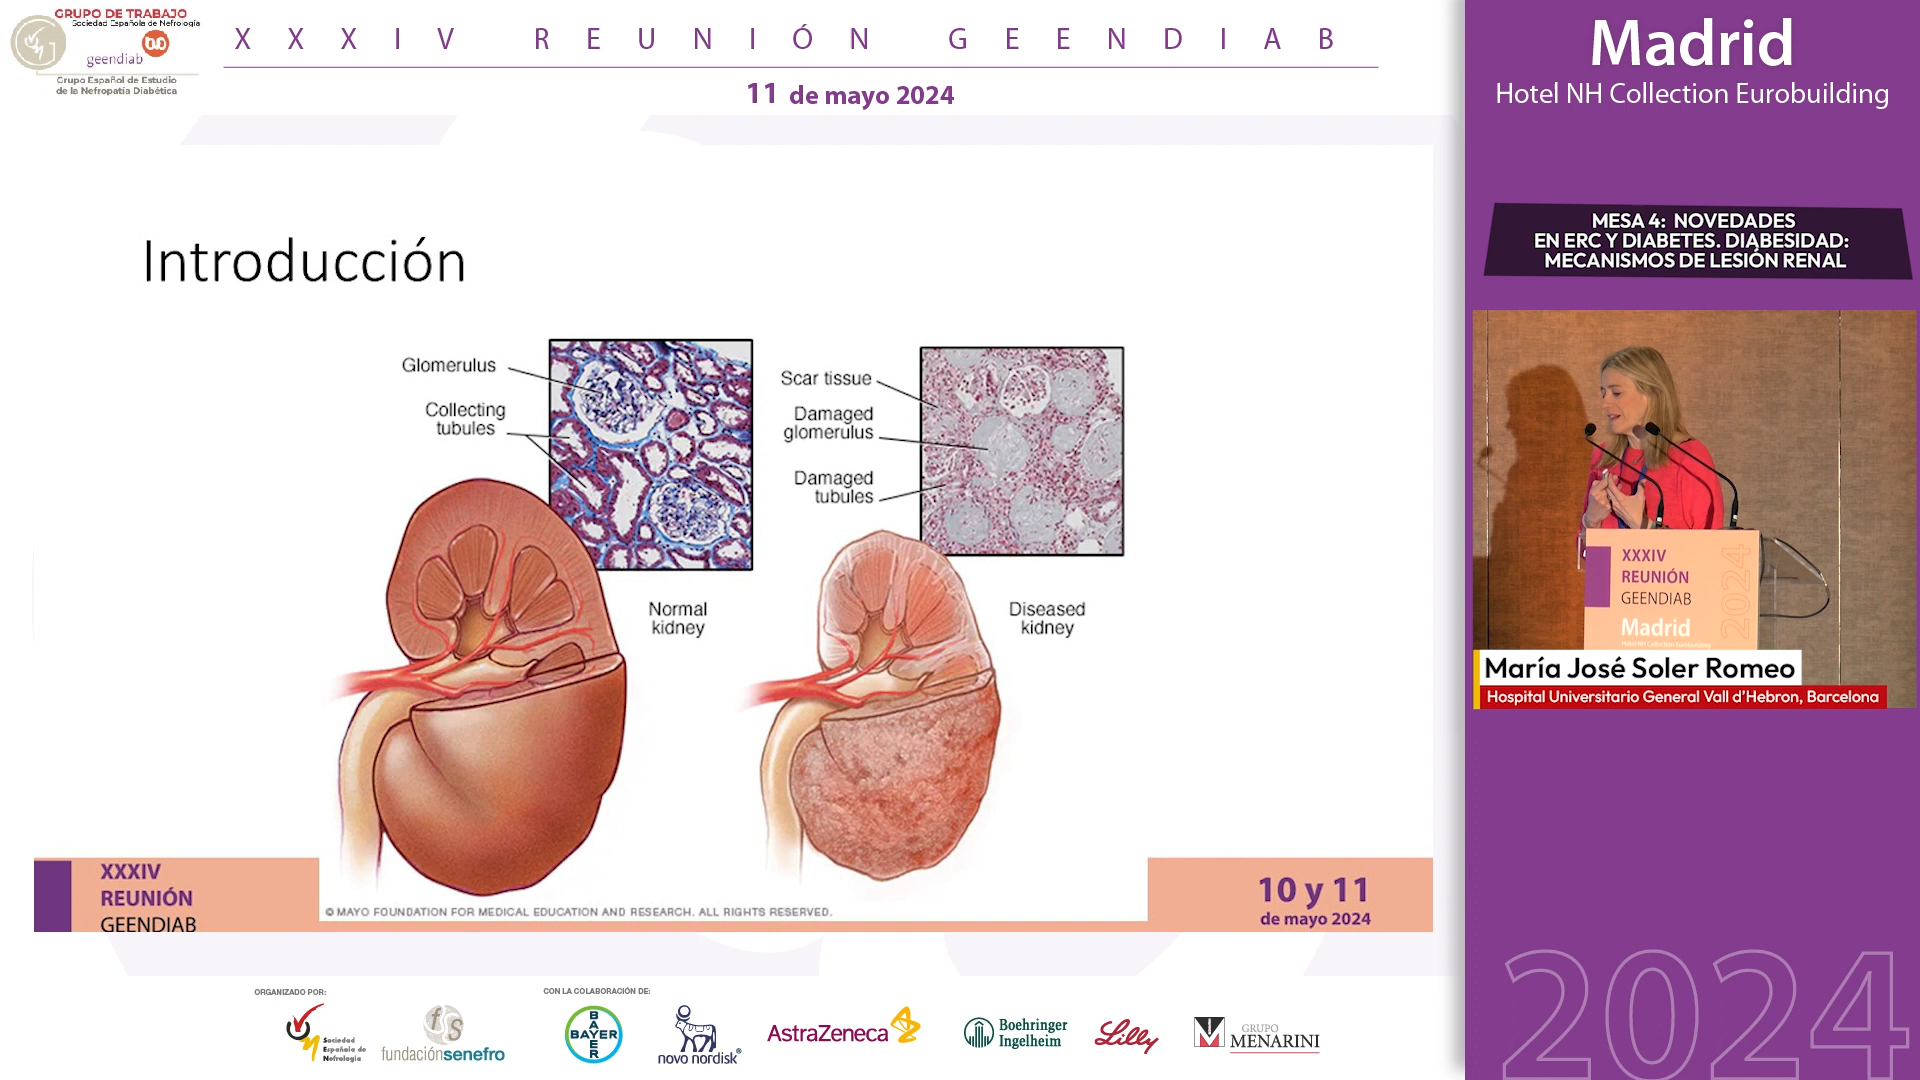 GRUPO DE TRABAJO
Sociedad Española de Nefrología
geendiab
Grupo Español de Estudio
de la Nefropatía Diabética
XXXIV REUNIÓN GEENDIAB
11 de mayo 2024
Introducción
Glomerulus
Collecting
tubules
Normal
kidney
Scar tissue
Damaged
glomerulus
Damaged
tubules
Diseased
kidney
© MAYO FOUNDATION FOR MEDICAL EDUCATION AND RESEARCH. ALL RIGHTS RESERVED.
XXXIV
REUNIÓN
GEENDIAB
10 y 11
de mayo 2024
ORGANIZADO POR:
Sociedad
Española de
Nefrología
fundaciónsenefro
CON LA COLABORACIÓN DE:
BAYER
BAYER
novo nordisk®
AstraZeneca
Boehringer
Ingelheim
Lilly
GRUPO
MENARINI
Madrid
Hotel NH Collection Eurobuilding
MESA 4: NOVEDADES
EN ERC Y DIABETES. DIABESIDAD:
MECANISMOS DE LESIÓN RENAL
XXXIV
REUNIÓN
GEENDIAB
2024
Madrid
María José Soler Romeo
Hospital Universitario General Vall d'Hebron, Barcelona
2024